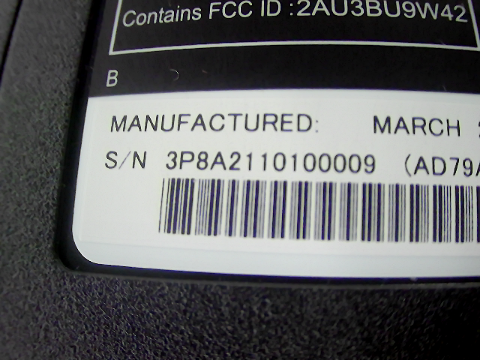 Contains FCC ID :2AU3BU9W42
B
MANUFACTURED: MARCH
S/N 3P8A2110100009 (AD79A